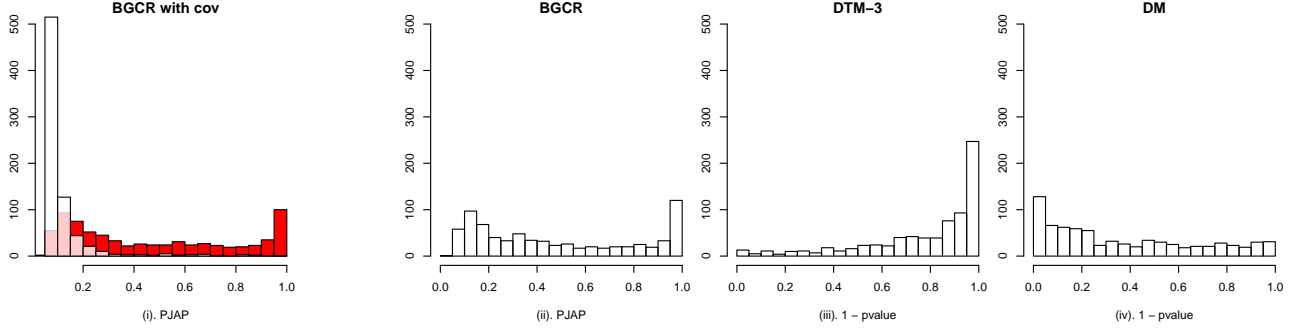 BGCR with cov
0 100 200 300 400 500
0.2 0.4 0.6 0.8 1.0
(i). PJAP
BGCR
0 100 200 300 400 500
0.0 0.2 0.4 0.6 0.8 1.0
(ii). PJAP
DTM−3
0 100 200 300 400 500
0.0 0.2 0.4 0.6 0.8 1.0
(iii). 1 − pvalue
DM
0 100 200 300 400 500
0.0 0.2 0.4 0.6 0.8 1.0
(iv). 1 − pvalue